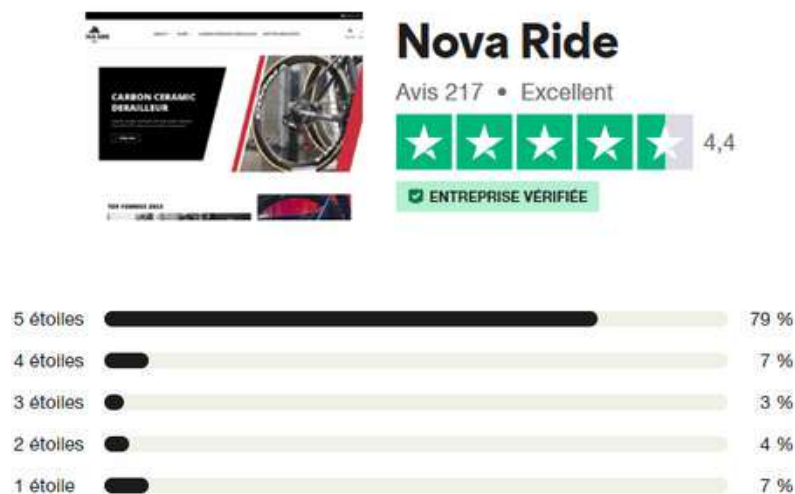 CARBON CERAMIC
DERAILLEUR
Nova Ride
Avis 217 • Excellent
4,4
ENTREPRISE VÉRIFIÉE
5 étoiles 79 %
4 étoiles 7 %
3 étoiles 3 %
2 étoiles 4 %
1 étoile 7 %